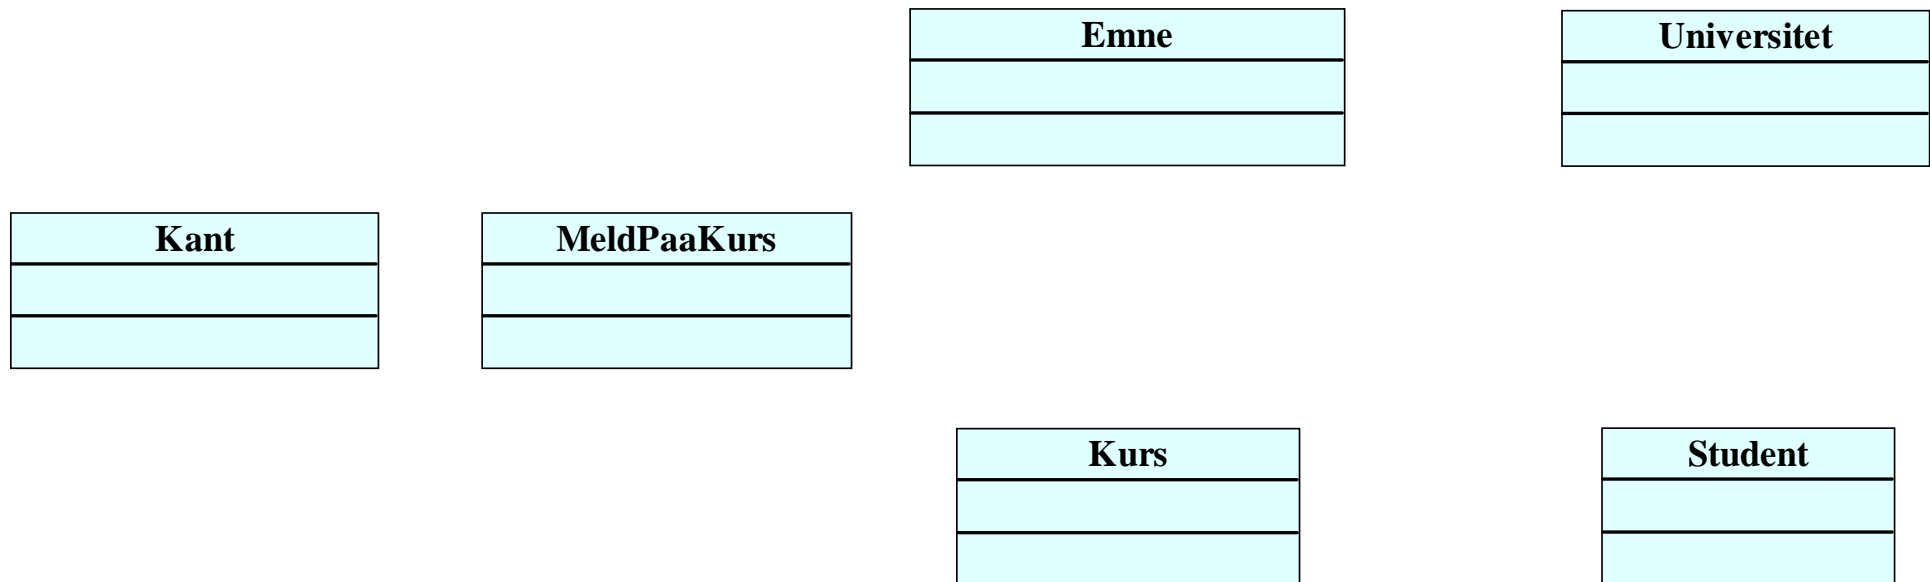 Emne
Universitet
Kant
MeldPaaKurs
Kurs
Student